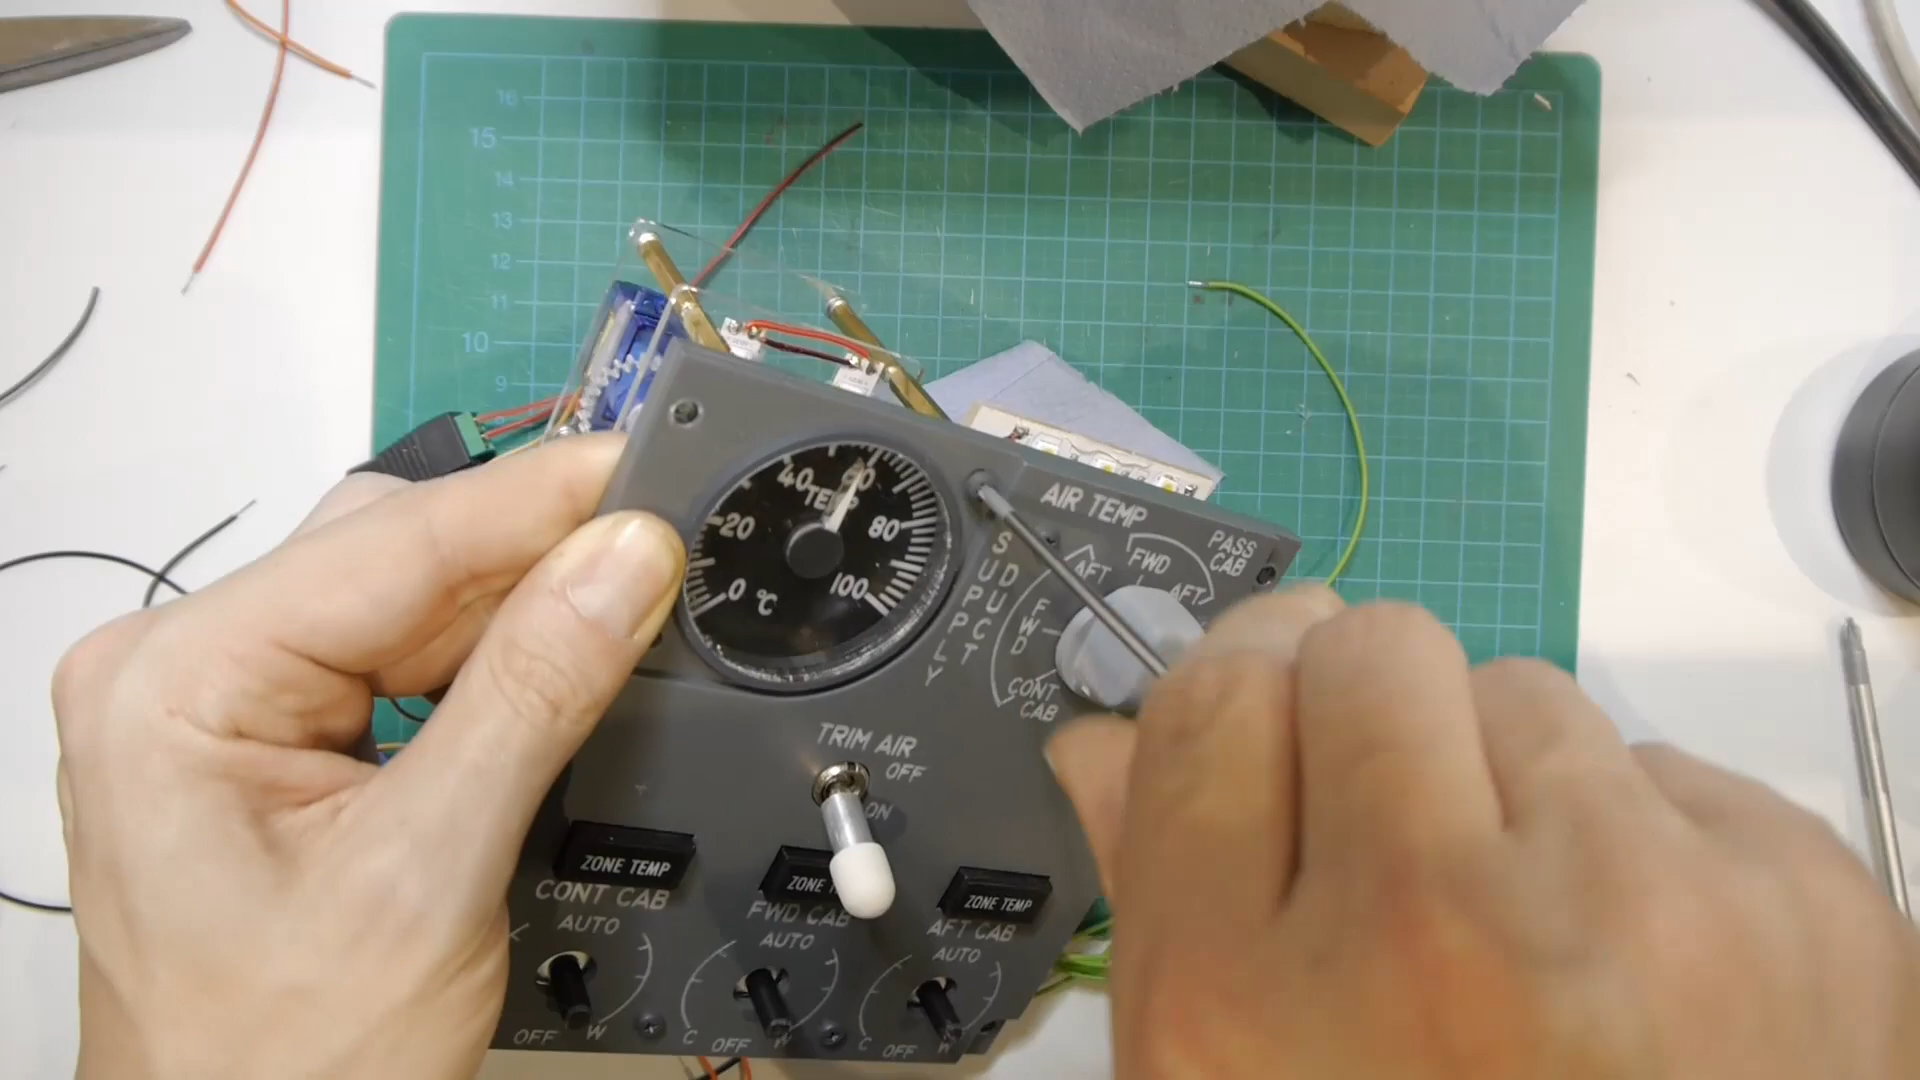 16
15
14
13
12
11
10
9
40
60
TEMP
20
80
0 °C
100
AIR TEMP
SUPPLY
DUCT
PASS
CAB
AFT
FWD
AFT
FWD
CONT
CAB
TRIM AIR
OFF
ON
ZONE TEMP
CONT CAB
AUTO
OFF
W
ZONE
FWD CAB
AUTO
C
OFF
W
ZONE TEMP
AFT CAB
AUTO
C
OFF
W